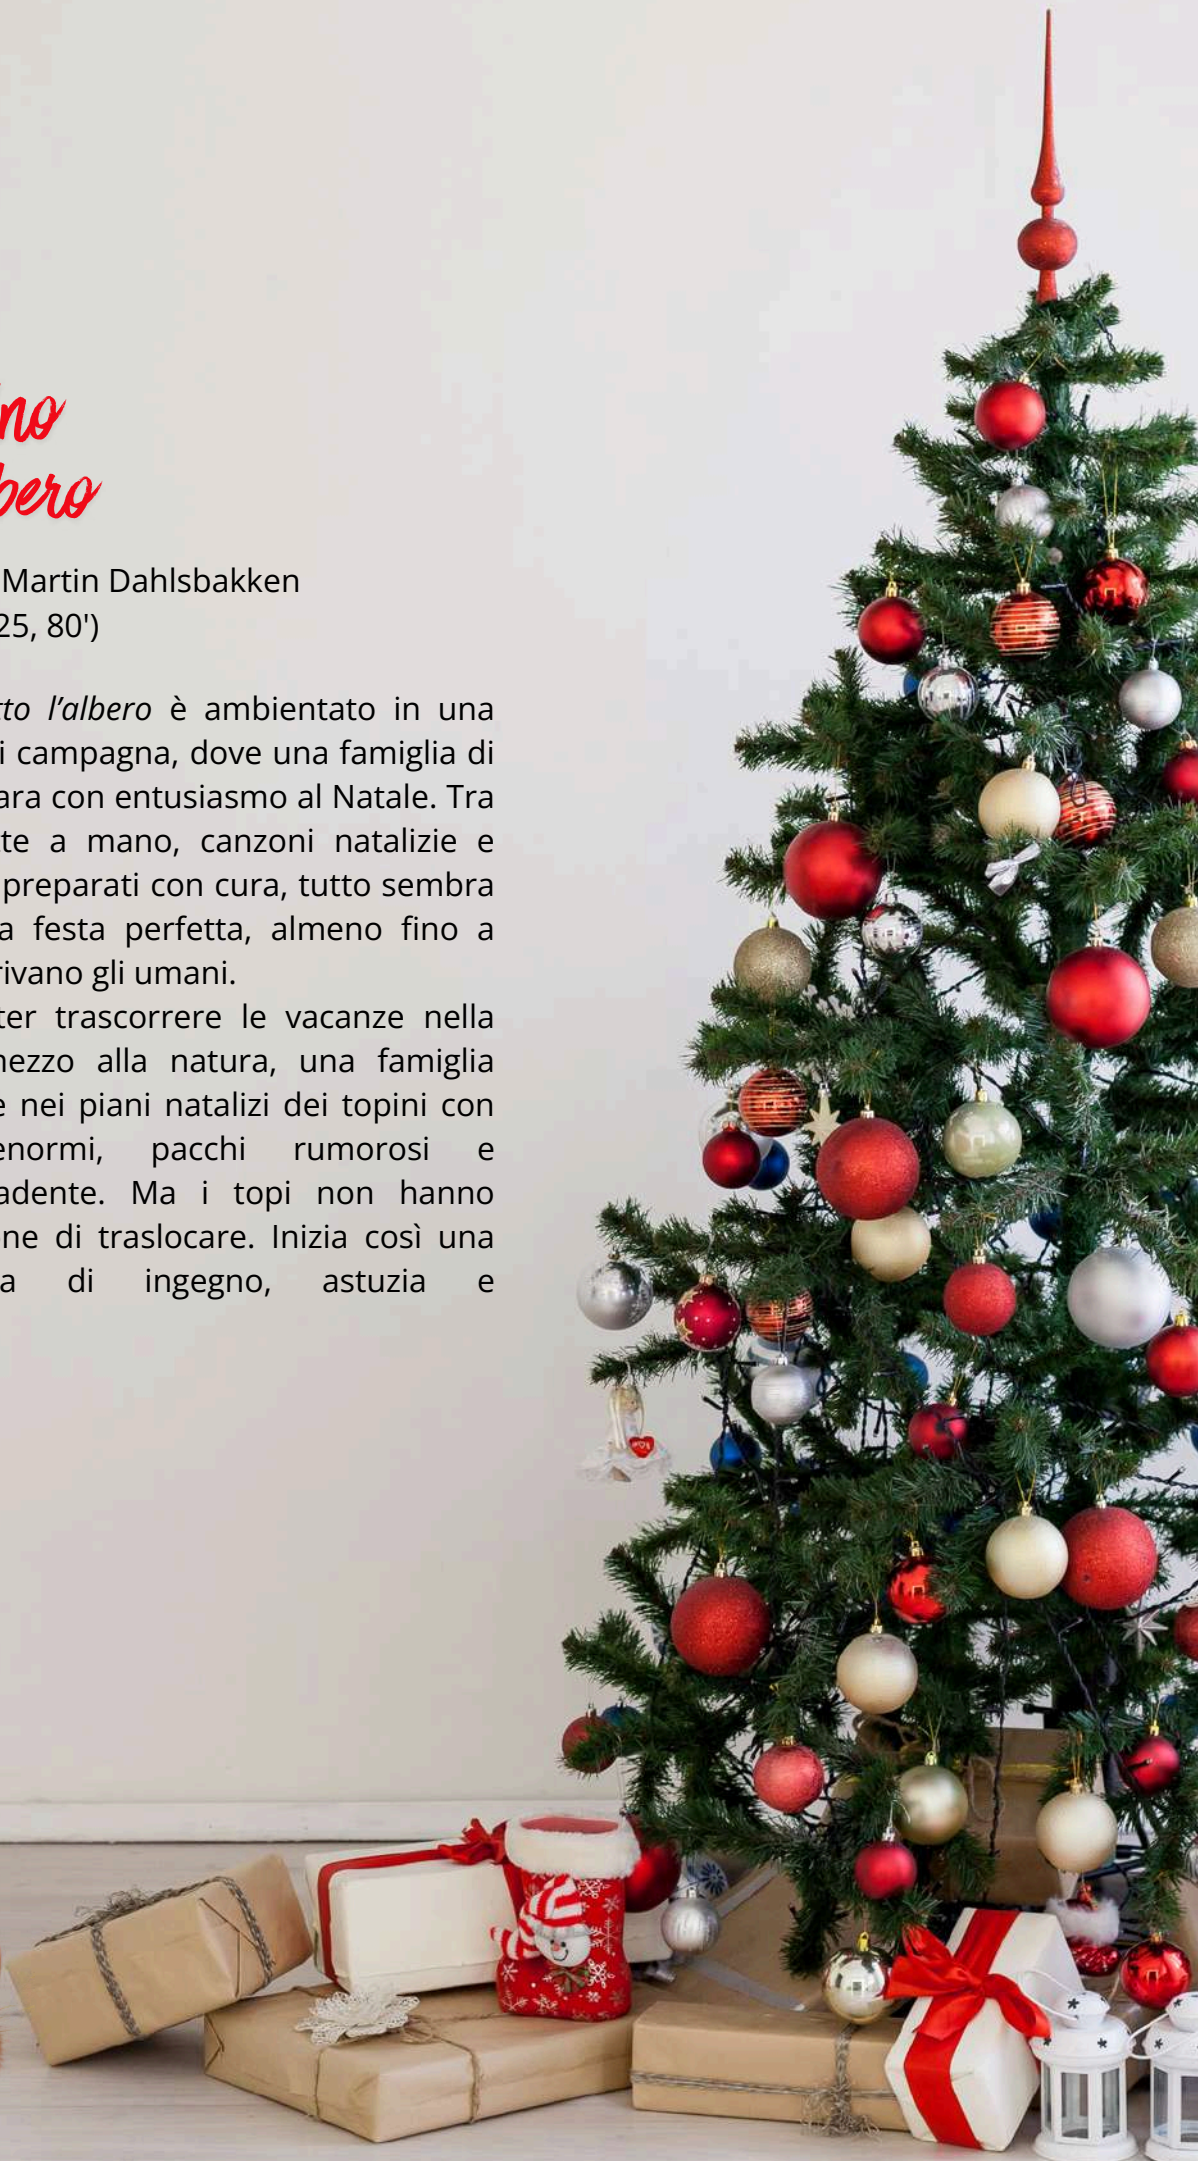 no
bero
Martin Dahlsbakken
25, 80')
tto l’albero è ambientato in una
i campagna, dove una famiglia di
ara con entusiasmo al Natale. Tra
te a mano, canzoni natalizie e
preparati con cura, tutto sembra
a festa perfetta, almeno fino a
rivano gli umani.
ter trascorrere le vacanze nella
mezzo alla natura, una famiglia
e nei piani natalizi dei topini con
enormi, pacchi rumorosi e
adente. Ma i topi non hanno
ne di traslocare. Inizia così una
a di ingegno, astuzia e